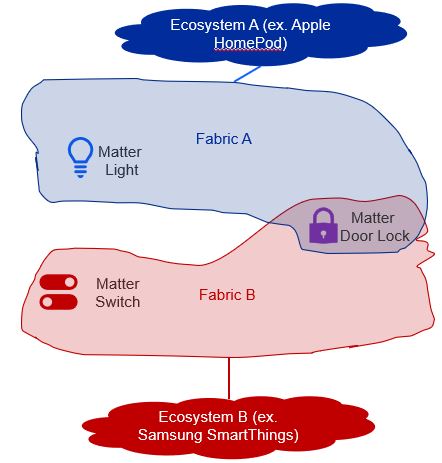 Ecosystem A (ex. Apple
HomePod)
Fabric A
Matter
Light
Matter
Door Lock
Matter
Switch
Fabric B
Ecosystem B (ex.
Samsung SmartThings)